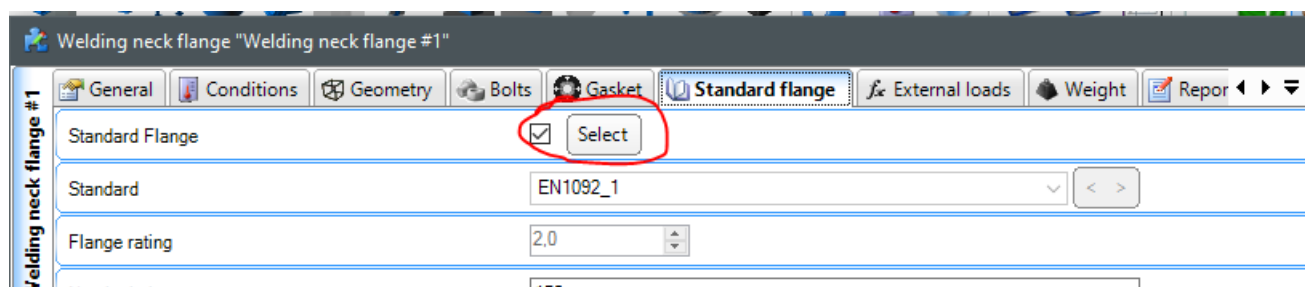 Welding neck flange "Welding neck flange #1"
General Conditions Geometry Bolts Gasket Standard flange fx External loads Weight Repor
Standard Flange Select
Standard EN1092_1 < >
Flange rating 2,0
Welding neck flange #1